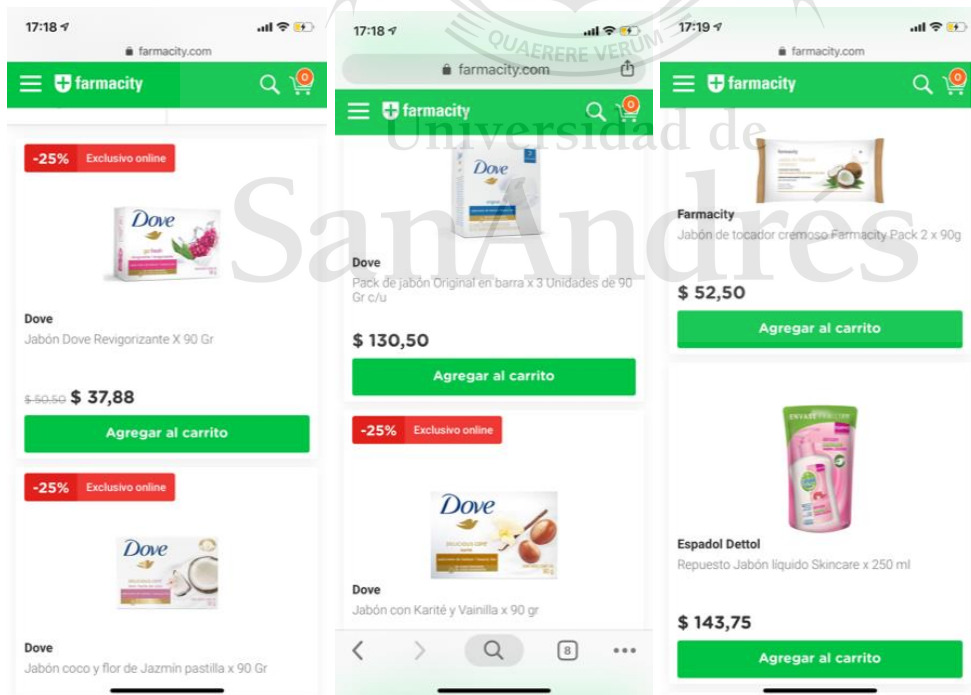 17:18
farmacity.com
farmacity
0
-25% Exclusivo online
Dove
go fresh
Dove
Jabón Dove Revigorizante X 90 Gr
$ 50,50 $ 37,88
Agregar al carrito
-25% Exclusivo online
Dove
Dove
Jabón coco y flor de Jazmín pastilla x 90 Gr
17:18
farmacity.com
farmacity
0
Dove
original
Dove
Pack de jabón Original en barra x 3 Unidades de 90
Gr c/u
$ 130,50
Agregar al carrito
-25% Exclusivo online
Dove
Dove
Jabón con Karité y Vainilla x 90 gr
8
17:19
farmacity.com
farmacity
0
farmacity
Farmacity
Jabón de tocador cremoso Farmacity Pack 2 x 90g
$ 52,50
Agregar al carrito
Espadol Dettol
Repuesto Jabón líquido Skincare x 250 ml
$ 143,75
Agregar al carrito
QUAERERE VERUM
Universidad de
SanAndrés